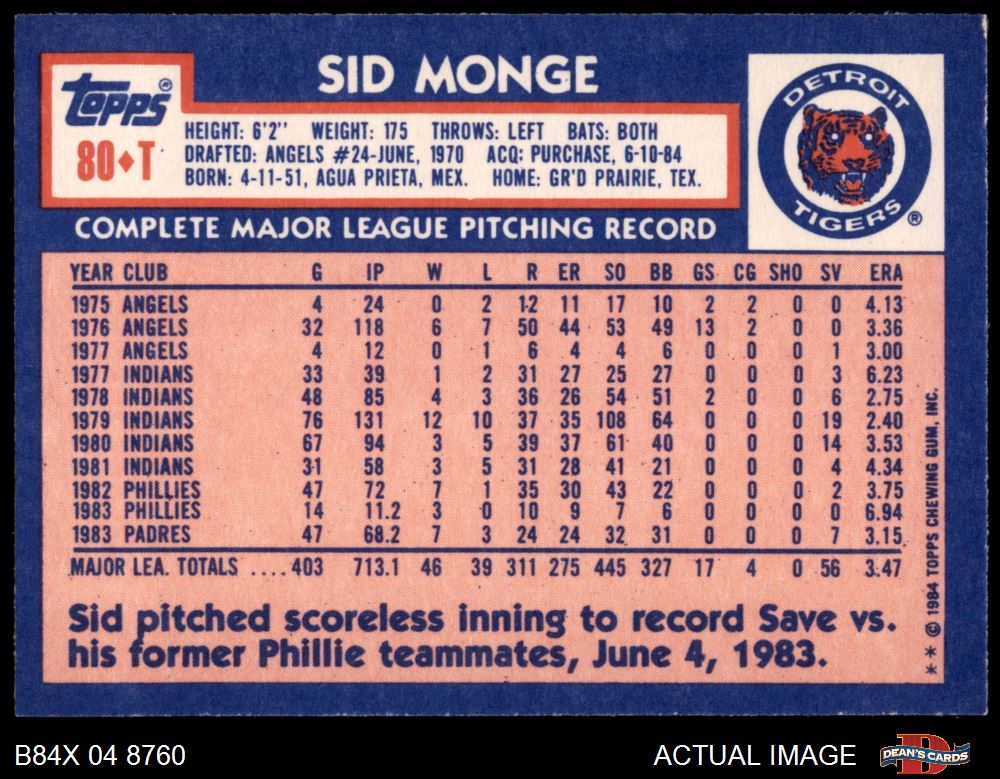 SID MONGE
Topps
80♦T
HEIGHT: 6'2'' WEIGHT: 175 THROWS: LEFT BATS: BOTH
DRAFTED: ANGELS #24-JUNE, 1970 ACQ: PURCHASE, 6-10-84
BORN: 4-11-51, AGUA PRIETA, MEX. HOME: GR'D PRAIRIE, TEX.
DETROIT
TIGERS ®
COMPLETE MAJOR LEAGUE PITCHING RECORD
YEAR CLUB G IP W L R ER SO BB GS CG SHO SV ERA
1975 ANGELS 4 24 0 2 12 11 17 10 2 2 0 0 4.13
1976 ANGELS 32 118 6 7 50 44 53 49 13 2 0 0 3.36
1977 ANGELS 4 12 0 1 6 4 4 6 0 0 0 1 3.00
1977 INDIANS 33 39 1 2 31 27 25 27 0 0 0 3 6.23
1978 INDIANS 48 85 4 3 36 26 54 51 2 0 0 6 2.75
1979 INDIANS 76 131 12 10 37 35 108 64 0 0 0 19 2.40
1980 INDIANS 67 94 3 5 39 37 61 40 0 0 0 14 3.53
1981 INDIANS 31 58 3 5 31 28 41 21 0 0 0 4 4.34
1982 PHILLIES 47 72 7 1 35 30 43 22 0 0 0 2 3.75
1983 PHILLIES 14 11.2 3 0 10 9 7 6 0 0 0 0 6.94
1983 PADRES 47 68.2 7 3 24 24 32 31 0 0 0 7 3.15
MAJOR LEA. TOTALS ....403 713.1 46 39 311 275 445 327 17 4 0 56 3.47
Sid pitched scoreless inning to record Save vs.
his former Phillie teammates, June 4, 1983.
** © 1984 TOPPS CHEWING GUM, INC.
B84X 04 8760
ACTUAL IMAGE
DEAN'S CARDS